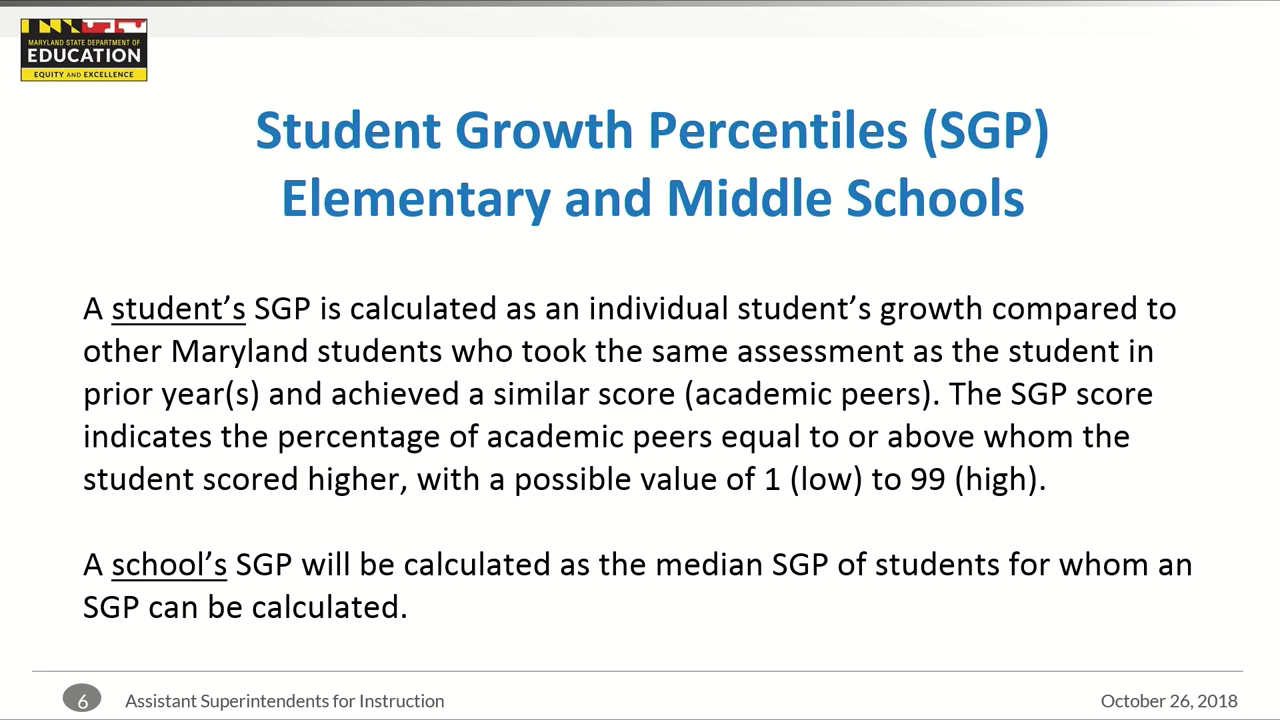 MARYLAND STATE DEPARTMENT OF
EDUCATION
EQUITY AND EXCELLENCE
Student Growth Percentiles (SGP)
Elementary and Middle Schools
A student’s SGP is calculated as an individual student’s growth compared to
other Maryland students who took the same assessment as the student in
prior year(s) and achieved a similar score (academic peers). The SGP score
indicates the percentage of academic peers equal to or above whom the
student scored higher, with a possible value of 1 (low) to 99 (high).
A school’s SGP will be calculated as the median SGP of students for whom an
SGP can be calculated.
6 Assistant Superintendents for Instruction October 26, 2018